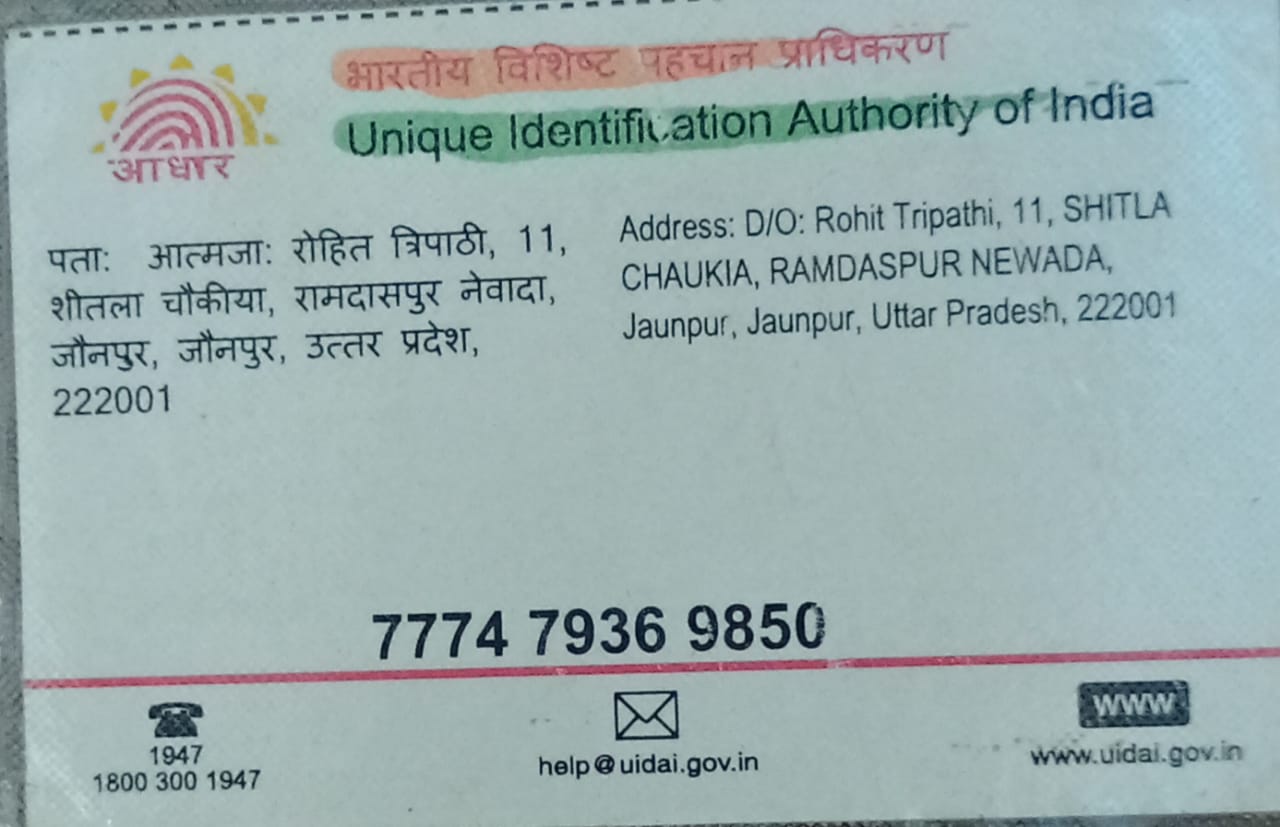 भारतीय विशिष्ट पहचान प्राधिकरण
Unique Identification Authority of India
आधार
पता: आत्मजा: रोहित त्रिपाठी, 11,
शीतला चौकीया, रामदासपुर नेवादा,
जौनपुर, जौनपुर, उत्तर प्रदेश,
222001
Address: D/O: Rohit Tripathi, 11, SHITLA
CHAUKIA, RAMDASPUR NEWADA,
Jaunpur, Jaunpur, Uttar Pradesh, 222001
7774 7936 9850
1947
1800 300 1947
help@uidai.gov.in
www
www.uidai.gov.in